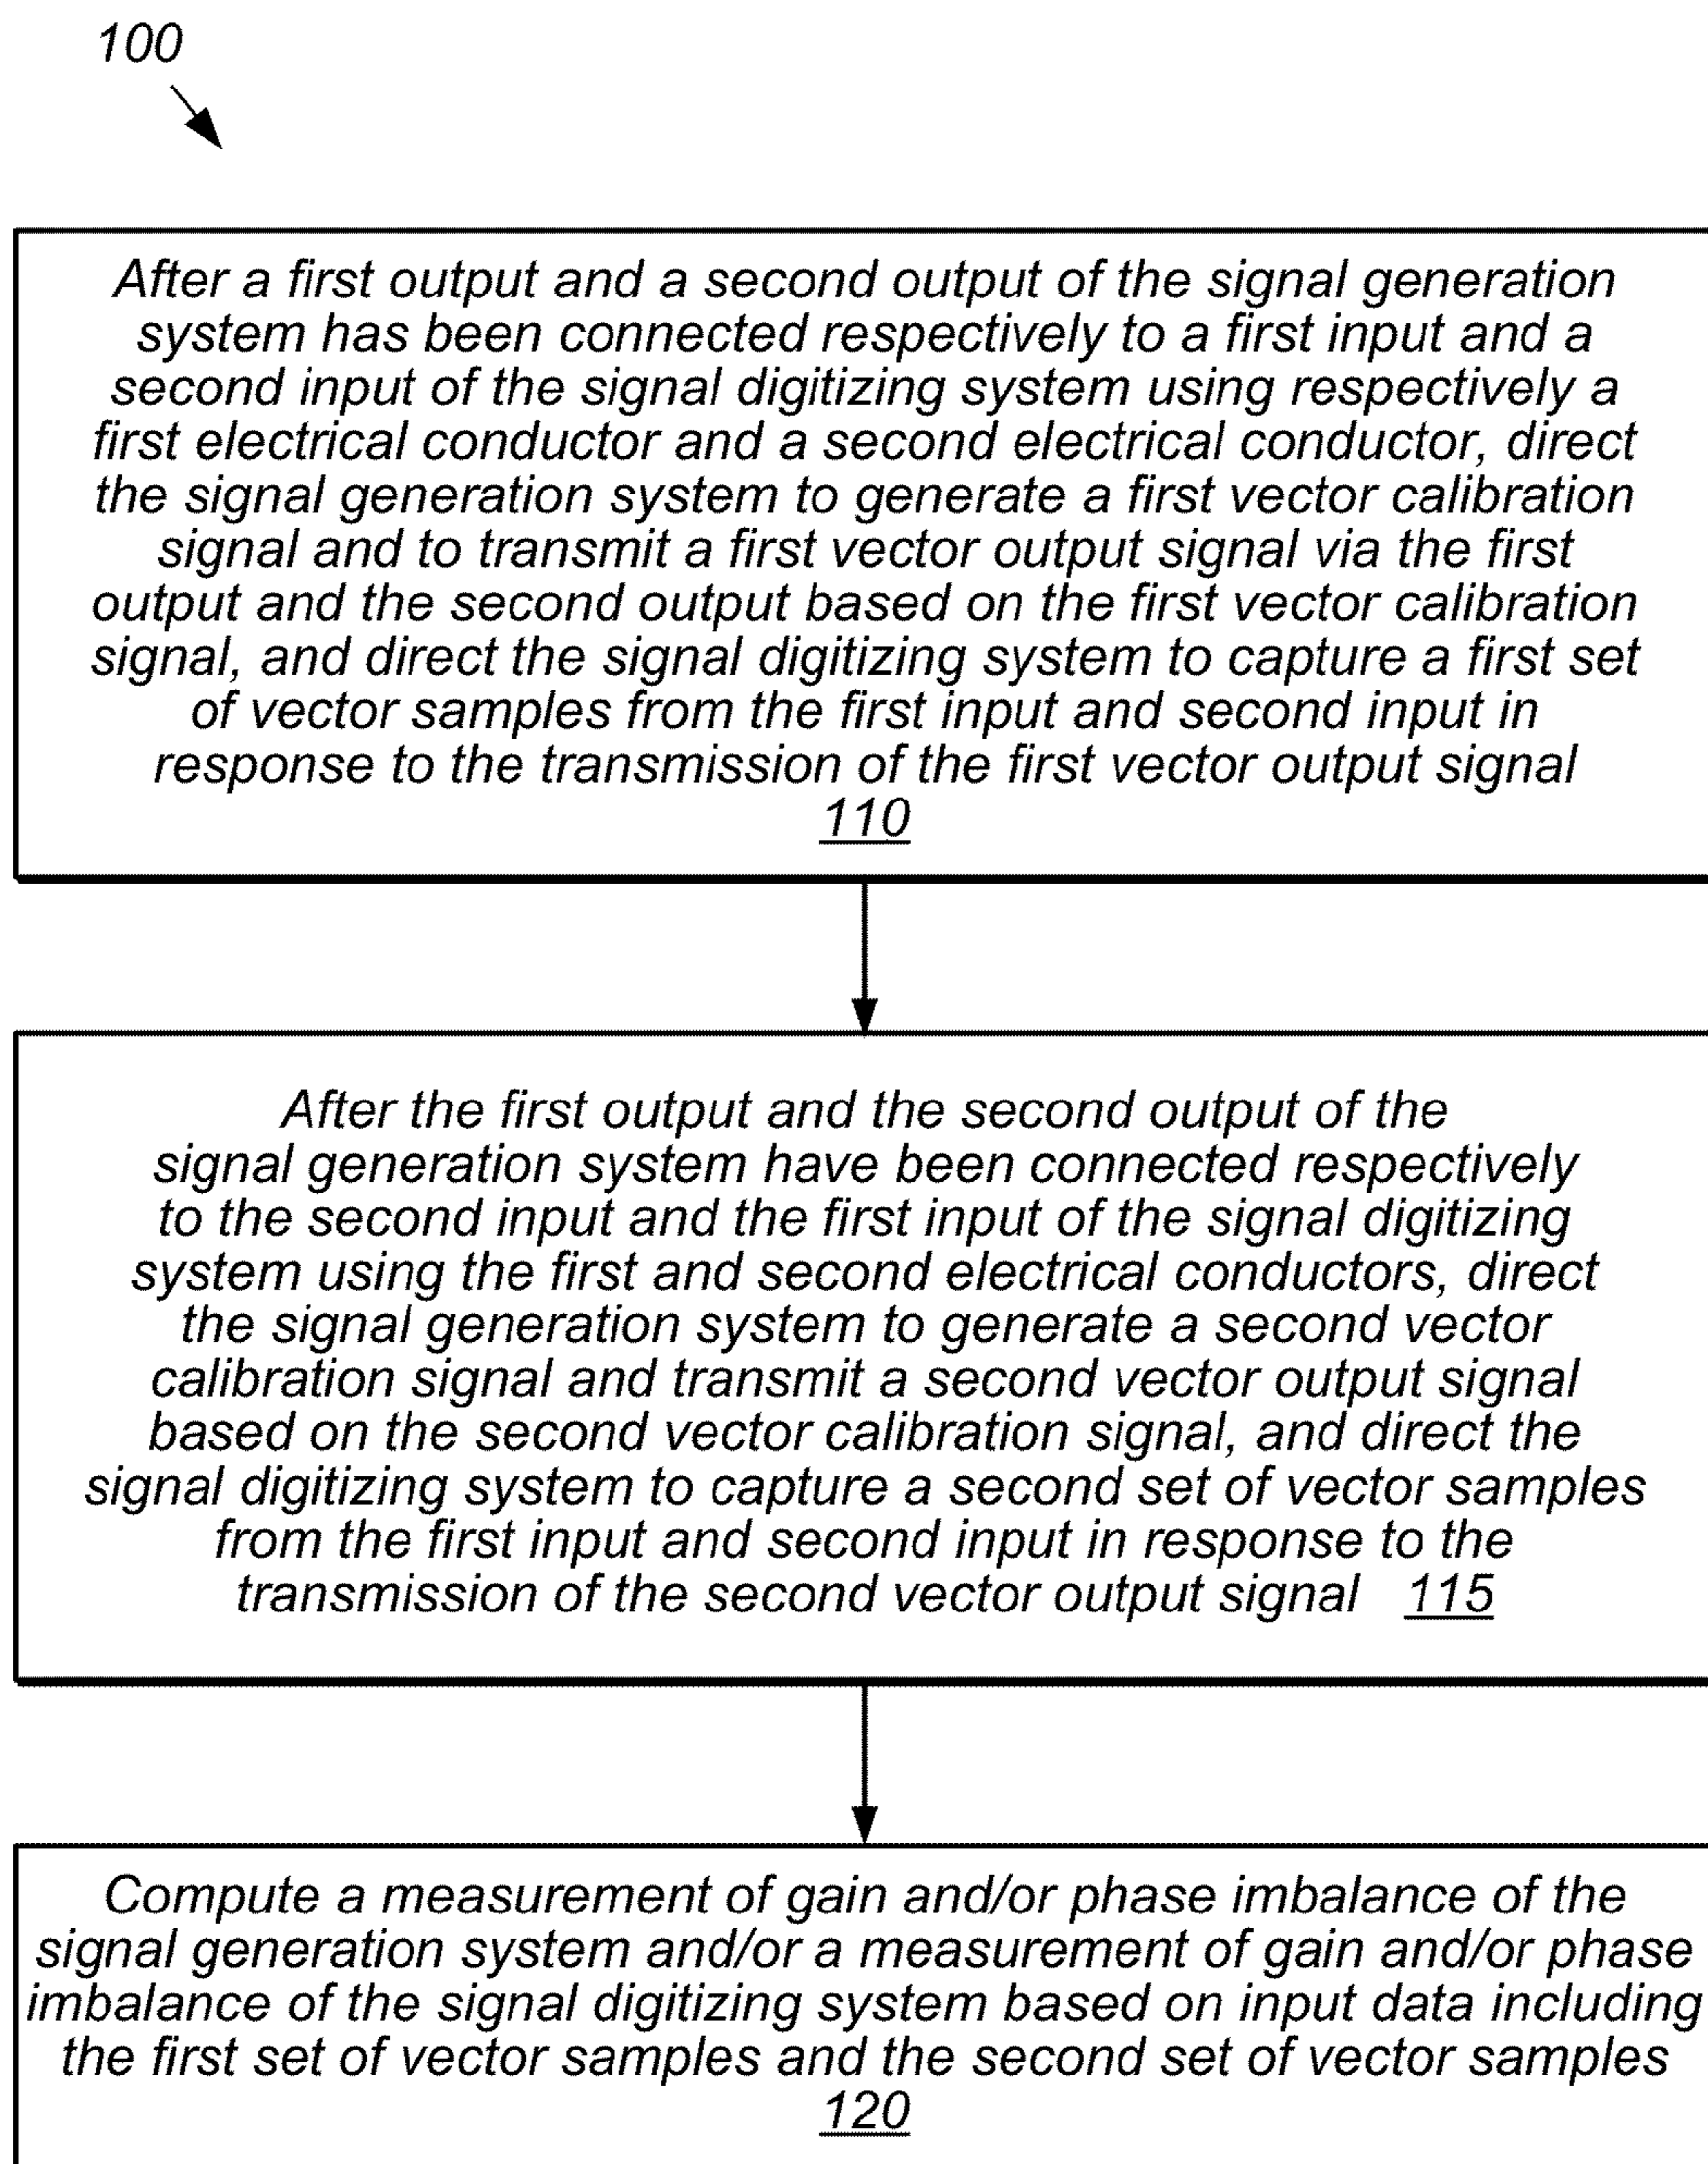 100
After a first output and a second output of the signal generation
system has been connected respectively to a first input and a
second input of the signal digitizing system using respectively a
first electrical conductor and a second electrical conductor, direct
the signal generation system to generate a first vector calibration
signal and to transmit a first vector output signal via the first
output and the second output based on the first vector calibration
signal, and direct the signal digitizing system to capture a first set
of vector samples from the first input and second input in
response to the transmission of the first vector output signal
110
After the first output and the second output of the
signal generation system have been connected respectively
to the second input and the first input of the signal digitizing
system using the first and second electrical conductors, direct
the signal generation system to generate a second vector
calibration signal and transmit a second vector output signal
based on the second vector calibration signal, and direct the
signal digitizing system to capture a second set of vector samples
from the first input and second input in response to the
transmission of the second vector output signal 115
Compute a measurement of gain and/or phase imbalance of the
signal generation system and/or a measurement of gain and/or phase
imbalance of the signal digitizing system based on input data including
the first set of vector samples and the second set of vector samples
120